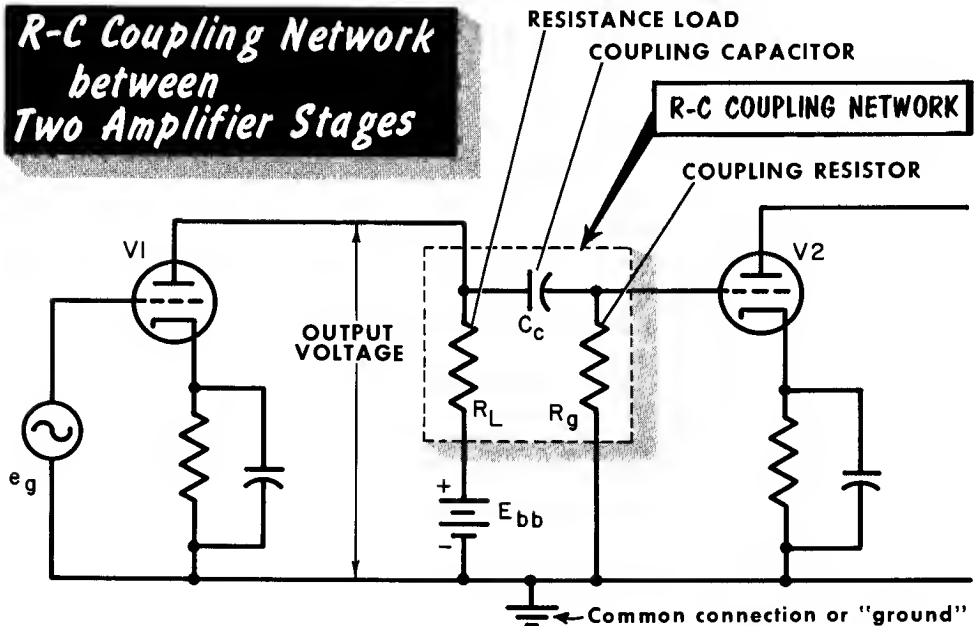 R-C Coupling Network
between
Two Amplifier Stages
RESISTANCE LOAD
COUPLING CAPACITOR
R-C COUPLING NETWORK
COUPLING RESISTOR
V1
V2
OUTPUT
VOLTAGE
Cc
RL
Rg
eg
+
Ebb
-
Common connection or "ground"